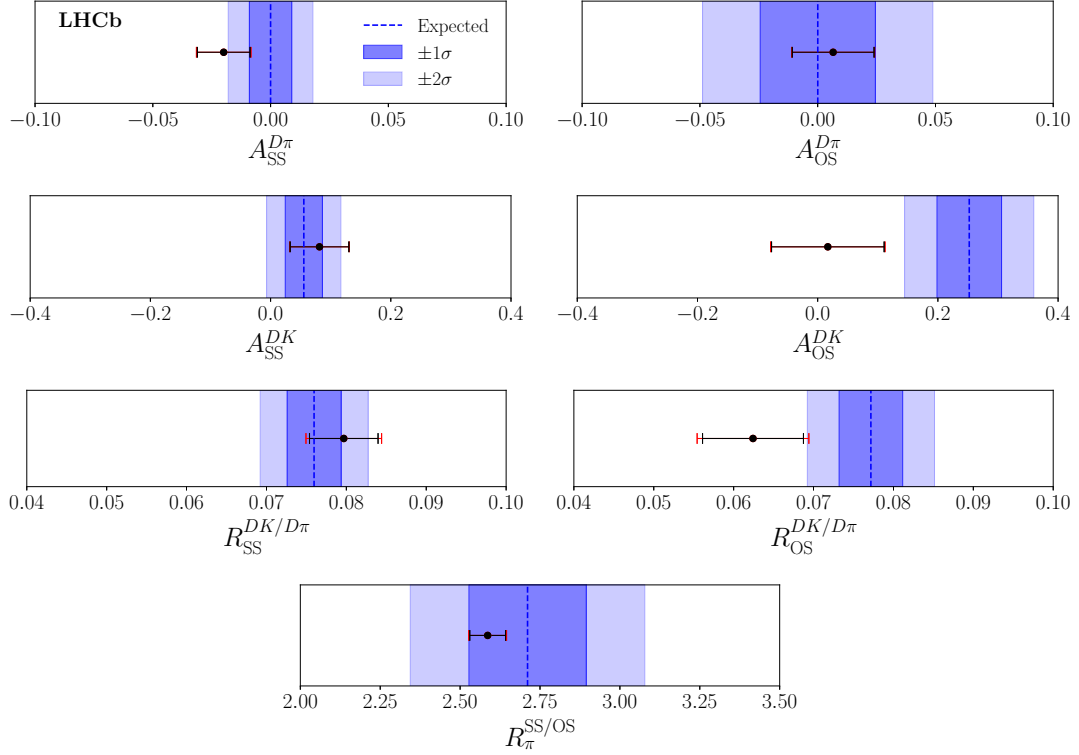 LHCb
Expected
±1σ
±2σ
−0.10 −0.05 0.00 0.05 0.10
A_SS^{Dπ}
−0.10 −0.05 0.00 0.05 0.10
A_OS^{Dπ}
−0.4 −0.2 0.0 0.2 0.4
A_SS^{DK}
−0.4 −0.2 0.0 0.2 0.4
A_OS^{DK}
0.04 0.05 0.06 0.07 0.08 0.09 0.10
R_SS^{DK/Dπ}
0.04 0.05 0.06 0.07 0.08 0.09 0.10
R_OS^{DK/Dπ}
2.00 2.25 2.50 2.75 3.00 3.25 3.50
R_π^{SS/OS}